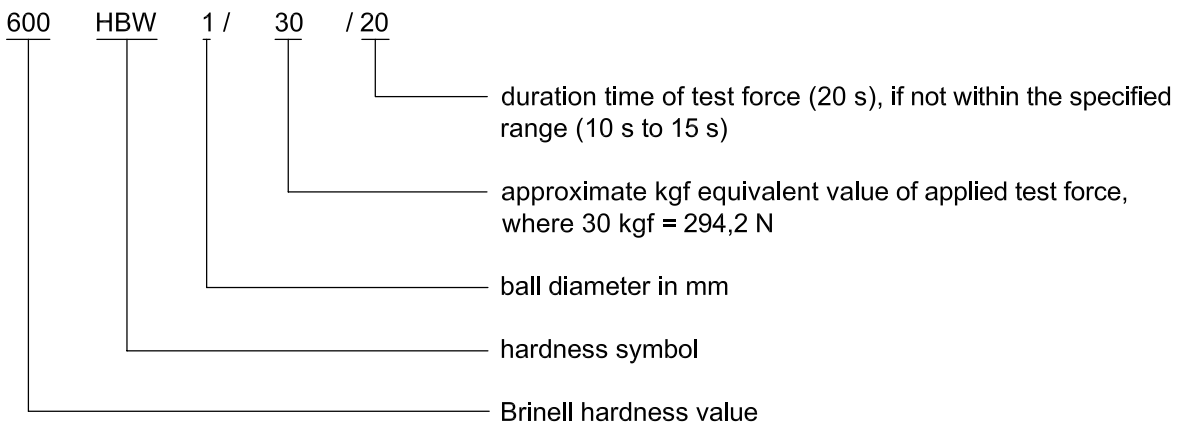 600 HBW 1 / 30 / 20
duration time of test force (20 s), if not within the specified
range (10 s to 15 s)
approximate kgf equivalent value of applied test force,
where 30 kgf = 294,2 N
ball diameter in mm
hardness symbol
Brinell hardness value